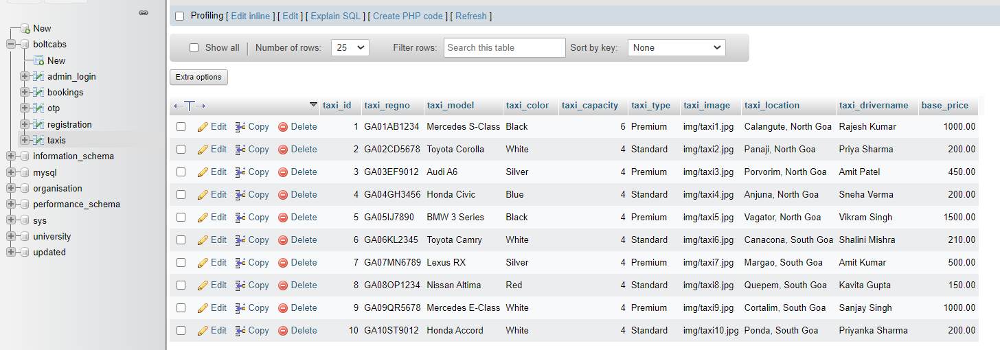 Profiling [ Edit inline ] [ Edit ] [ Explain SQL ] [ Create PHP code ] [ Refresh ]
New
boltcabs
New
admin_login
bookings
otp
registration
taxis
information_schema
mysql
organisation
performance_schema
sys
university
updated
Show all Number of rows: 25 Filter rows: Search this table Sort by key: None
Extra options
taxi_id taxi_regno taxi_model taxi_color taxi_capacity taxi_type taxi_image taxi_location taxi_drivername base_price
Edit Copy Delete 1 GA01AB1234 Mercedes S-Class Black 6 Premium img/taxi1.jpg Calangute, North Goa Rajesh Kumar 1000.00
Edit Copy Delete 2 GA02CD5678 Toyota Corolla White 4 Standard img/taxi2.jpg Panaji, North Goa Priya Sharma 200.00
Edit Copy Delete 3 GA03EF9012 Audi A6 Silver 4 Premium img/taxi3.jpg Porvorim, North Goa Amit Patel 450.00
Edit Copy Delete 4 GA04GH3456 Honda Civic Blue 4 Standard img/taxi4.jpg Anjuna, North Goa Sneha Verma 200.00
Edit Copy Delete 5 GA05IJ7890 BMW 3 Series Black 4 Premium img/taxi5.jpg Vagator, North Goa Vikram Singh 1500.00
Edit Copy Delete 6 GA06KL2345 Toyota Camry White 4 Standard img/taxi6.jpg Canacona, South Goa Shalini Mishra 210.00
Edit Copy Delete 7 GA07MN6789 Lexus RX Silver 4 Premium img/taxi7.jpg Margao, South Goa Amit Kumar 500.00
Edit Copy Delete 8 GA08OP1234 Nissan Altima Red 4 Standard img/taxi8.jpg Quepem, South Goa Kavita Gupta 150.00
Edit Copy Delete 9 GA09QR5678 Mercedes E-Class White 4 Premium img/taxi9.jpg Cortalim, South Goa Sanjay Singh 1000.00
Edit Copy Delete 10 GA10ST9012 Honda Accord White 4 Standard img/taxi10.jpg Ponda, South Goa Priyanka Sharma 200.00